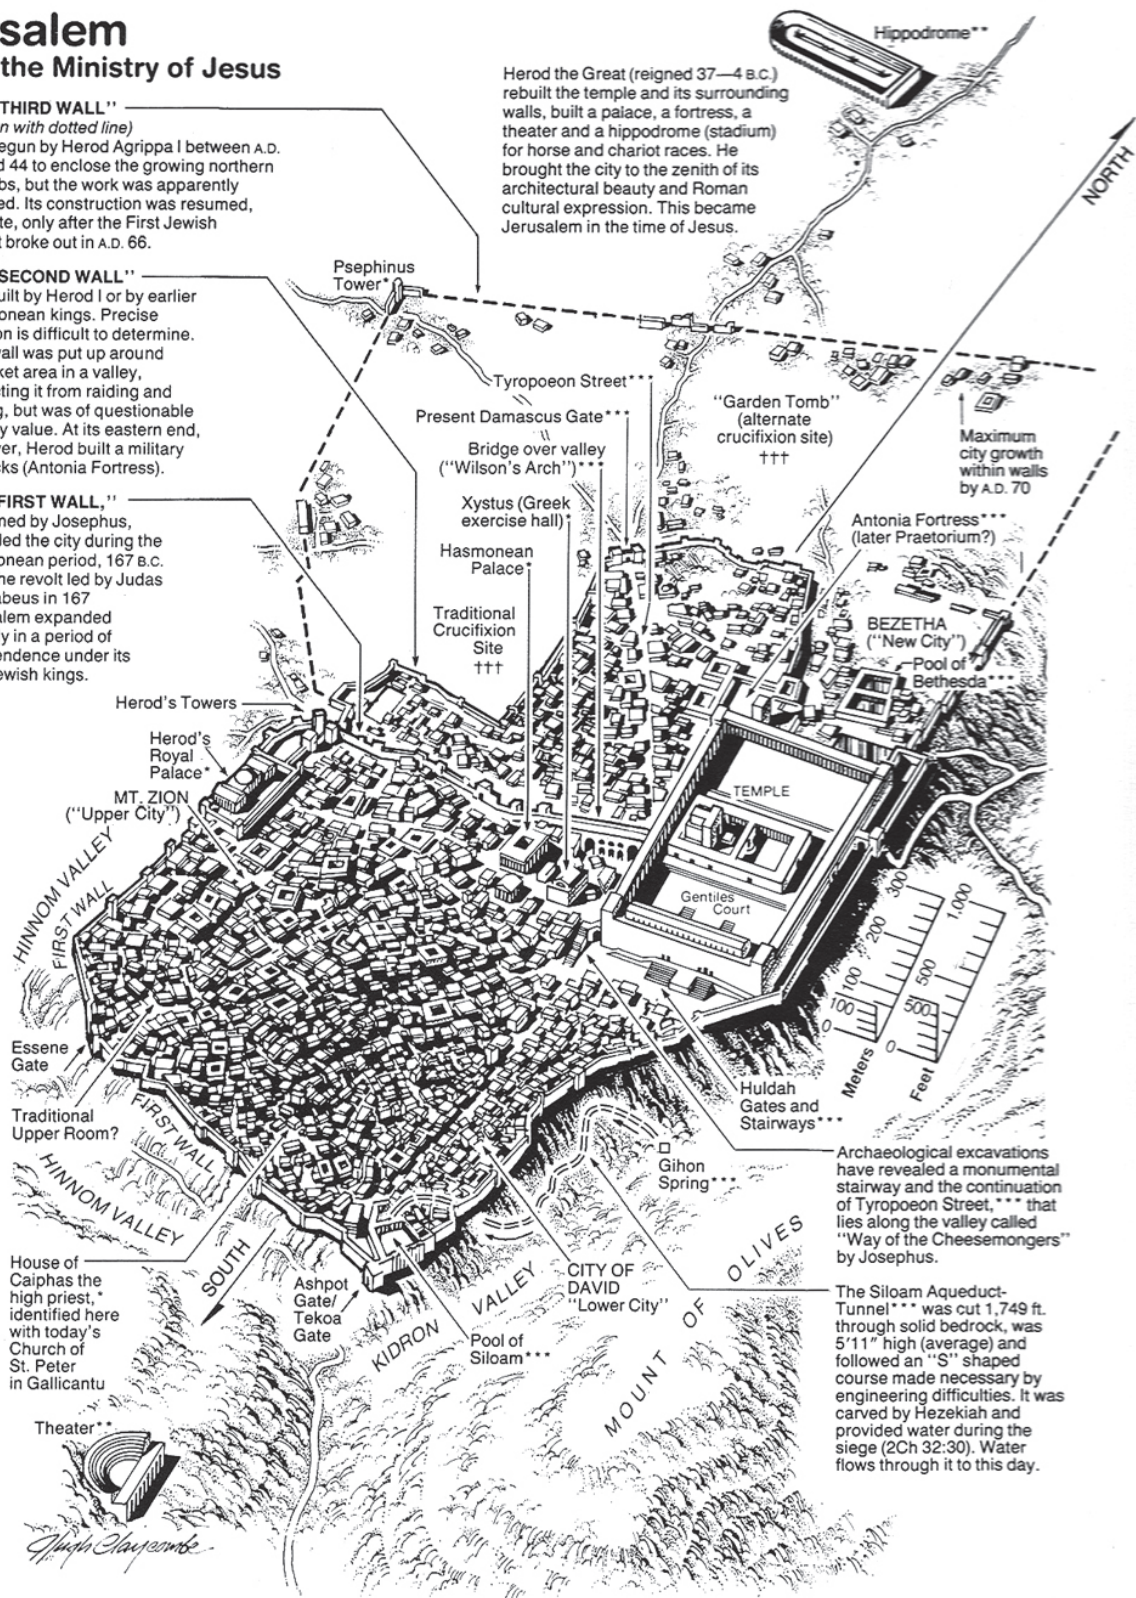 salem
the Ministry of Jesus
THIRD WALL"
n with dotted line)
egun by Herod Agrippa I between A.D.
d 44 to enclose the growing northern
bs, but the work was apparently
ed. Its construction was resumed,
te, only after the First Jewish
t broke out in A.D. 66.
SECOND WALL"
uilt by Herod I or by earlier
onean kings. Precise
on is difficult to determine.
wall was put up around
ket area in a valley,
cting it from raiding and
g, but was of questionable
y value. At its eastern end,
ver, Herod built a military
cks (Antonia Fortress).
FIRST WALL,"
ned by Josephus,
ded the city during the
onean period, 167 B.C.
he revolt led by Judas
abeus in 167
alem expanded
y in a period of
endence under its
ewish kings.
Herod the Great (reigned 37—4 B.C.)
rebuilt the temple and its surrounding
walls, built a palace, a fortress, a
theater and a hippodrome (stadium)
for horse and chariot races. He
brought the city to the zenith of its
architectural beauty and Roman
cultural expression. This became
Jerusalem in the time of Jesus.
Hippodrome**
NORTH
Psephinus
Tower*
Tyropoeon Street***
Present Damascus Gate***
Bridge over valley
("Wilson's Arch")***
Xystus (Greek
exercise hall)*
Hasmonean
Palace*
Traditional
Crucifixion
Site
†††
"Garden Tomb"
(alternate
crucifixion site)
†††
Maximum
city growth
within walls
by A.D. 70
Antonia Fortress***
(later Praetorium?)
BEZETHA
("New City")
Pool of
Bethesda***
Herod's Towers
Herod's
Royal
Palace*
MT. ZION
("Upper City")
HINNOM VALLEY
FIRST WALL
TEMPLE
Gentiles
Court
300
200
100
100
0
Meters
1.000
500
500
0
Feet
Essene
Gate
Traditional
Upper Room?
FIRST WALL
HINNOM VALLEY
Huldah
Gates and
Stairways***
Gihon
Spring***
Archaeological excavations
have revealed a monumental
stairway and the continuation
of Tyropoeon Street,*** that
lies along the valley called
"Way of the Cheesemongers"
by Josephus.
House of
Caiphas the
high priest,*
identified here
with today's
Church of
St. Peter
in Gallicantu
SOUTH
Ashpot
Gate/
Tekoa
Gate
KIDRON VALLEY
Pool of
Siloam***
CITY OF
DAVID
"Lower City"
MOUNT OF OLIVES
The Siloam Aqueduct-
Tunnel*** was cut 1,749 ft.
through solid bedrock, was
5'11" high (average) and
followed an "S" shaped
course made necessary by
engineering difficulties. It was
carved by Hezekiah and
provided water during the
siege (2Ch 32:30). Water
flows through it to this day.
Theater**
Hugh Claycombe